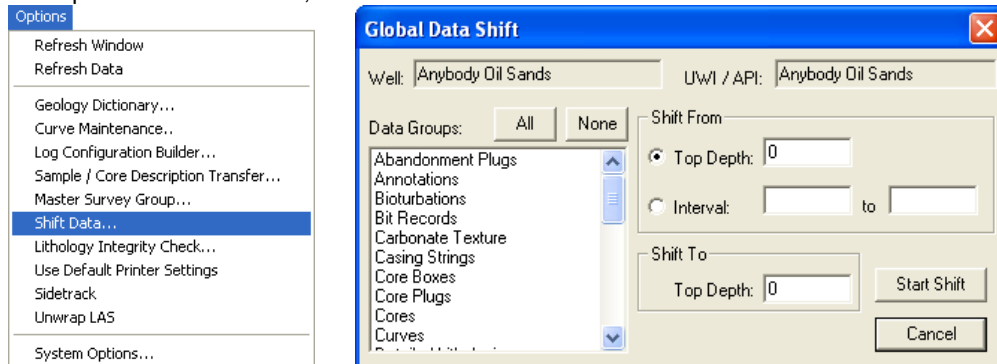 Options
Refresh Window
Refresh Data
Geology Dictionary...
Curve Maintenance..
Log Configuration Builder...
Sample / Core Description Transfer...
Master Survey Group...
Shift Data...
Lithology Integrity Check...
Use Default Printer Settings
Sidetrack
Unwrap LAS
System Options...
Global Data Shift
Well: Anybody Oil Sands UWI / API: Anybody Oil Sands
Data Groups: All None
Abandonment Plugs
Annotations
Bioturbations
Bit Records
Carbonate Texture
Casing Strings
Core Boxes
Core Plugs
Cores
Curves
Shift From
Top Depth: 0
Interval: to
Shift To
Top Depth: 0
Start Shift
Cancel